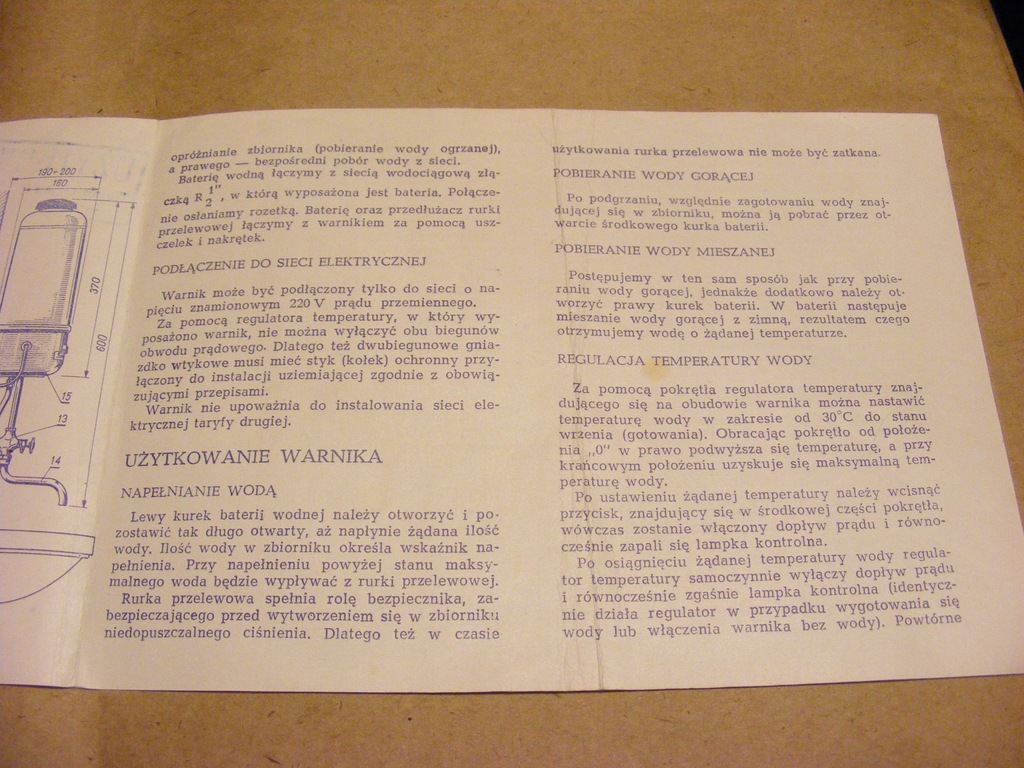 190-200
160
370
600
15
13
14
opróżnianie zbiornika (pobieranie wody ogrzanej),
a prawego — bezpośredni pobór wody z sieci.
Baterię wodną łączymy z siecią wodociągową złą-
czką R 1"/2 , w którą wyposażona jest bateria. Połącze-
nie osłaniamy rozetką. Baterię oraz przedłużacz rurki
przelewowej łączymy z warnikiem za pomocą usz-
czelek i nakrętek.
PODŁĄCZENIE DO SIECI ELEKTRYCZNEJ
Warnik może być podłączony tylko do sieci o na-
pięciu znamionowym 220 V prądu przemiennego.
Za pomocą regulatora temperatury, w który wy-
posażono warnik, nie można wyłączyć obu biegunów
obwodu prądowego. Dlatego też dwubiegunowe gnia-
zdko wtykowe musi mieć styk (kołek) ochronny przy-
łączony do instalacji uziemiającej zgodnie z obowią-
zującymi przepisami.
Warnik nie upoważnia do instalowania sieci ele-
ktrycznej taryfy drugiej.
UŻYTKOWANIE WARNIKA
NAPEŁNIANIE WODĄ
Lewy kurek baterii wodnej należy otworzyć i po-
zostawić tak długo otwarty, aż napłynie żądana ilość
wody. Ilość wody w zbiorniku określa wskaźnik na-
pełnienia. Przy napełnieniu powyżej stanu maksy-
malnego woda będzie wypływać z rurki przelewowej.
Rurka przelewowa spełnia rolę bezpiecznika, za-
bezpieczającego przed wytworzeniem się w zbiorniku
niedopuszczalnego ciśnienia. Dlatego też w czasie
użytkowania rurka przelewowa nie może być zatkana.
POBIERANIE WODY GORĄCEJ
Po podgrzaniu, względnie zagotowaniu wody znaj-
dującej się w zbiorniku, można ją pobrać przez ot-
warcie środkowego kurka baterii.
POBIERANIE WODY MIESZANEJ
Postępujemy w ten sam sposób jak przy pobie-
raniu wody gorącej, jednakże dodatkowo należy ot-
worzyć prawy kurek baterii. W baterii następuje
mieszanie wody gorącej z zimną, rezultatem czego
otrzymujemy wodę o żądanej temperaturze.
REGULACJA TEMPERATURY WODY
Za pomocą pokrętła regulatora temperatury znaj-
dującego się na obudowie warnika można nastawić
temperaturę wody w zakresie od 30°C do stanu
wrzenia (gotowania). Obracając pokrętło od położe-
nia „0" w prawo podwyższa się temperaturę, a przy
krańcowym położeniu uzyskuje się maksymalną tem-
peraturę wody.
Po ustawieniu żądanej temperatury należy wcisnąć
przycisk, znajdujący się w środkowej części pokrętła,
wówczas zostanie włączony dopływ prądu i równo-
cześnie zapali się lampka kontrolna.
Po osiągnięciu żądanej temperatury wody regula-
tor temperatury samoczynnie wyłączy dopływ prądu
i równocześnie zgaśnie lampka kontrolna (identycz-
nie działa regulator w przypadku wygotowania się
wody lub włączenia warnika bez wody). Powtórne